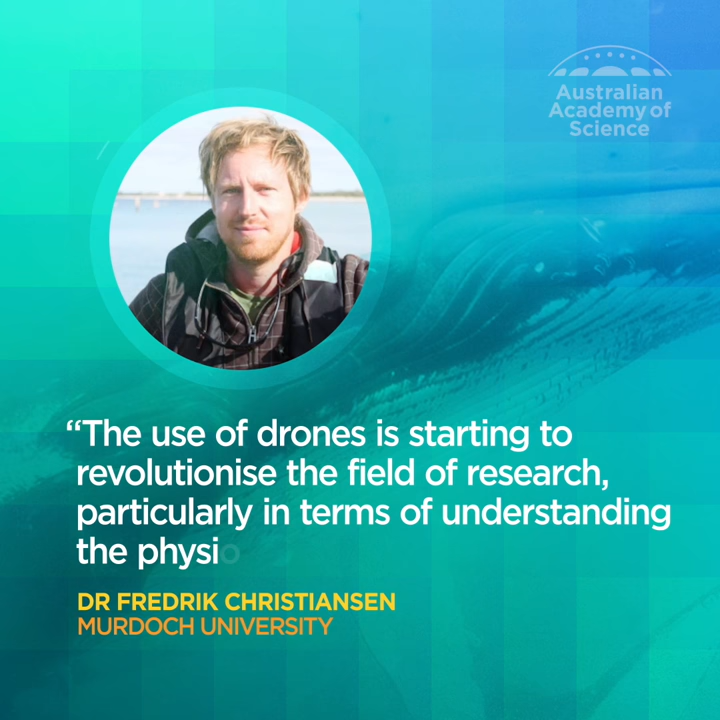 Australian
Academy of
Science
“The use of drones is starting to
revolutionise the field of research,
particularly in terms of understanding
the physio
DR FREDRIK CHRISTIANSEN
MURDOCH UNIVERSITY